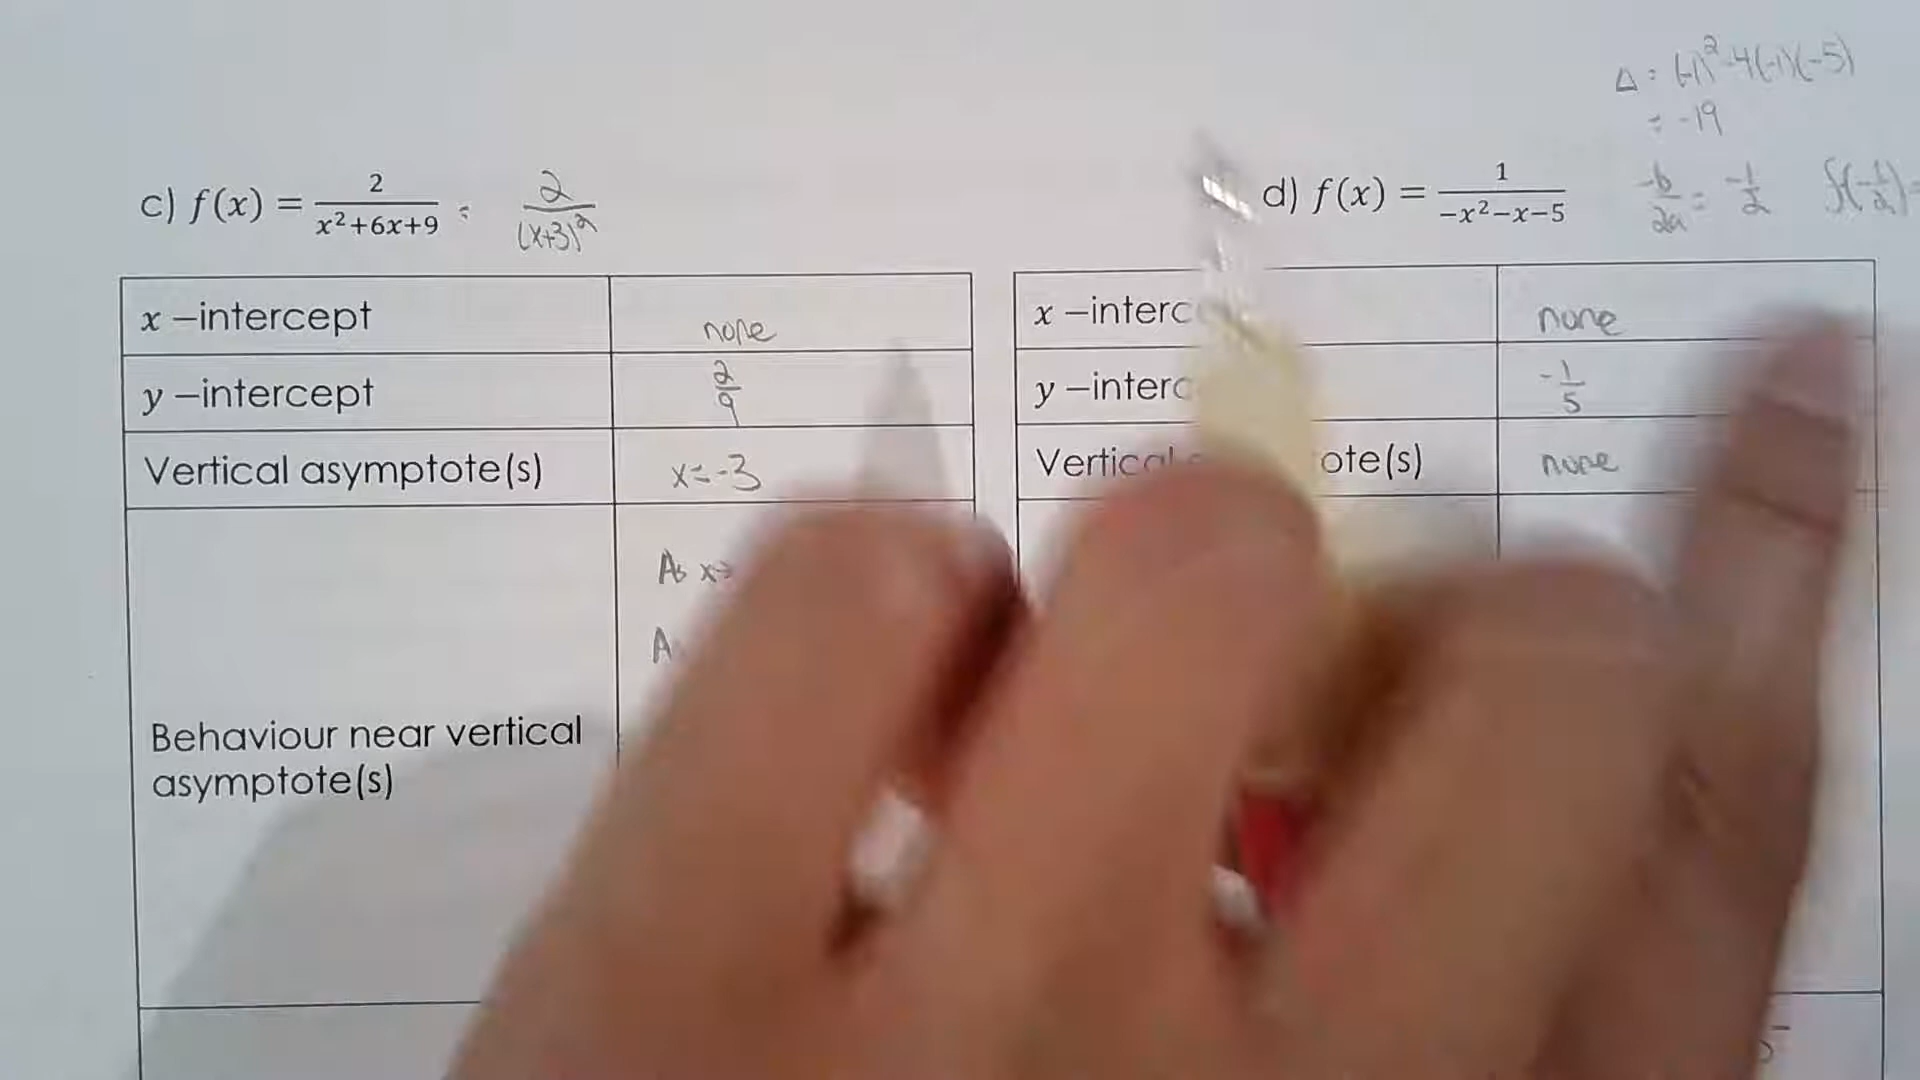 Δ = (-1)² - 4(-1)(-5)
= -19
c) f(x) = 2/(x²+6x+9) = 2/(x+3)²
d) f(x) = 1/(-x²-x-5)
-b/2a = -1/2 f(-1/2) =
x –intercept none
y –intercept 2/9
Vertical asymptote(s) x=-3
As x→
A
Behaviour near vertical
asymptote(s)
x –interc none
y –interc -1/5
Vertical ote(s) none